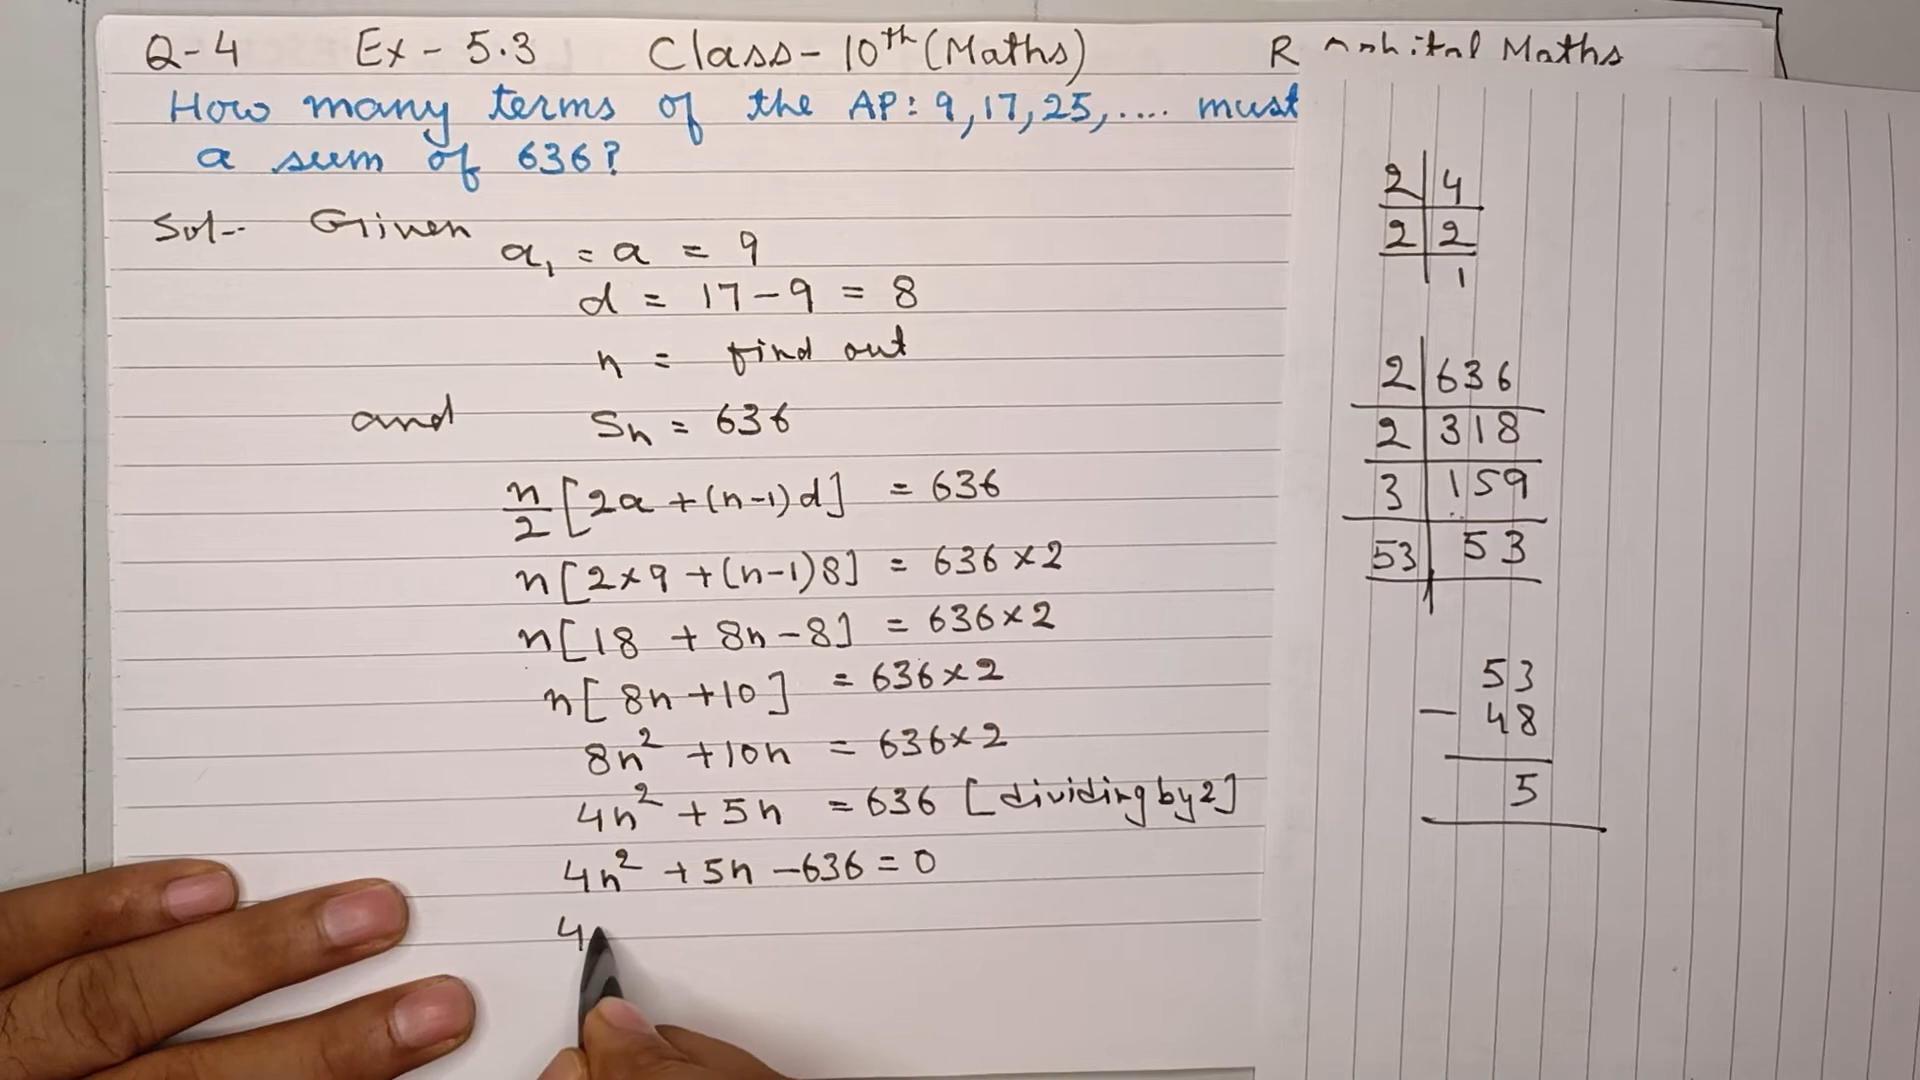 Q-4 Ex-5.3 Class-10th (Maths)
How many terms of the AP: 9, 17, 25, .... must
a sum of 636?
Sol-- Given
a₁ = a = 9
d = 17-9 = 8
n = find out
and Sn = 636
n/2 [2a+(n-1)d] = 636
n[2×9+(n-1)8] = 636×2
n[18 + 8n-8] = 636×2
n[8n+10] = 636×2
8n² +10n = 636×2
4n² +5n = 636 [dividing by 2]
4n² +5n -636 = 0
4
Maths
2 | 4
2 | 2
1
2 | 636
2 | 318
3 | 159
53 | 53
53
- 48
5